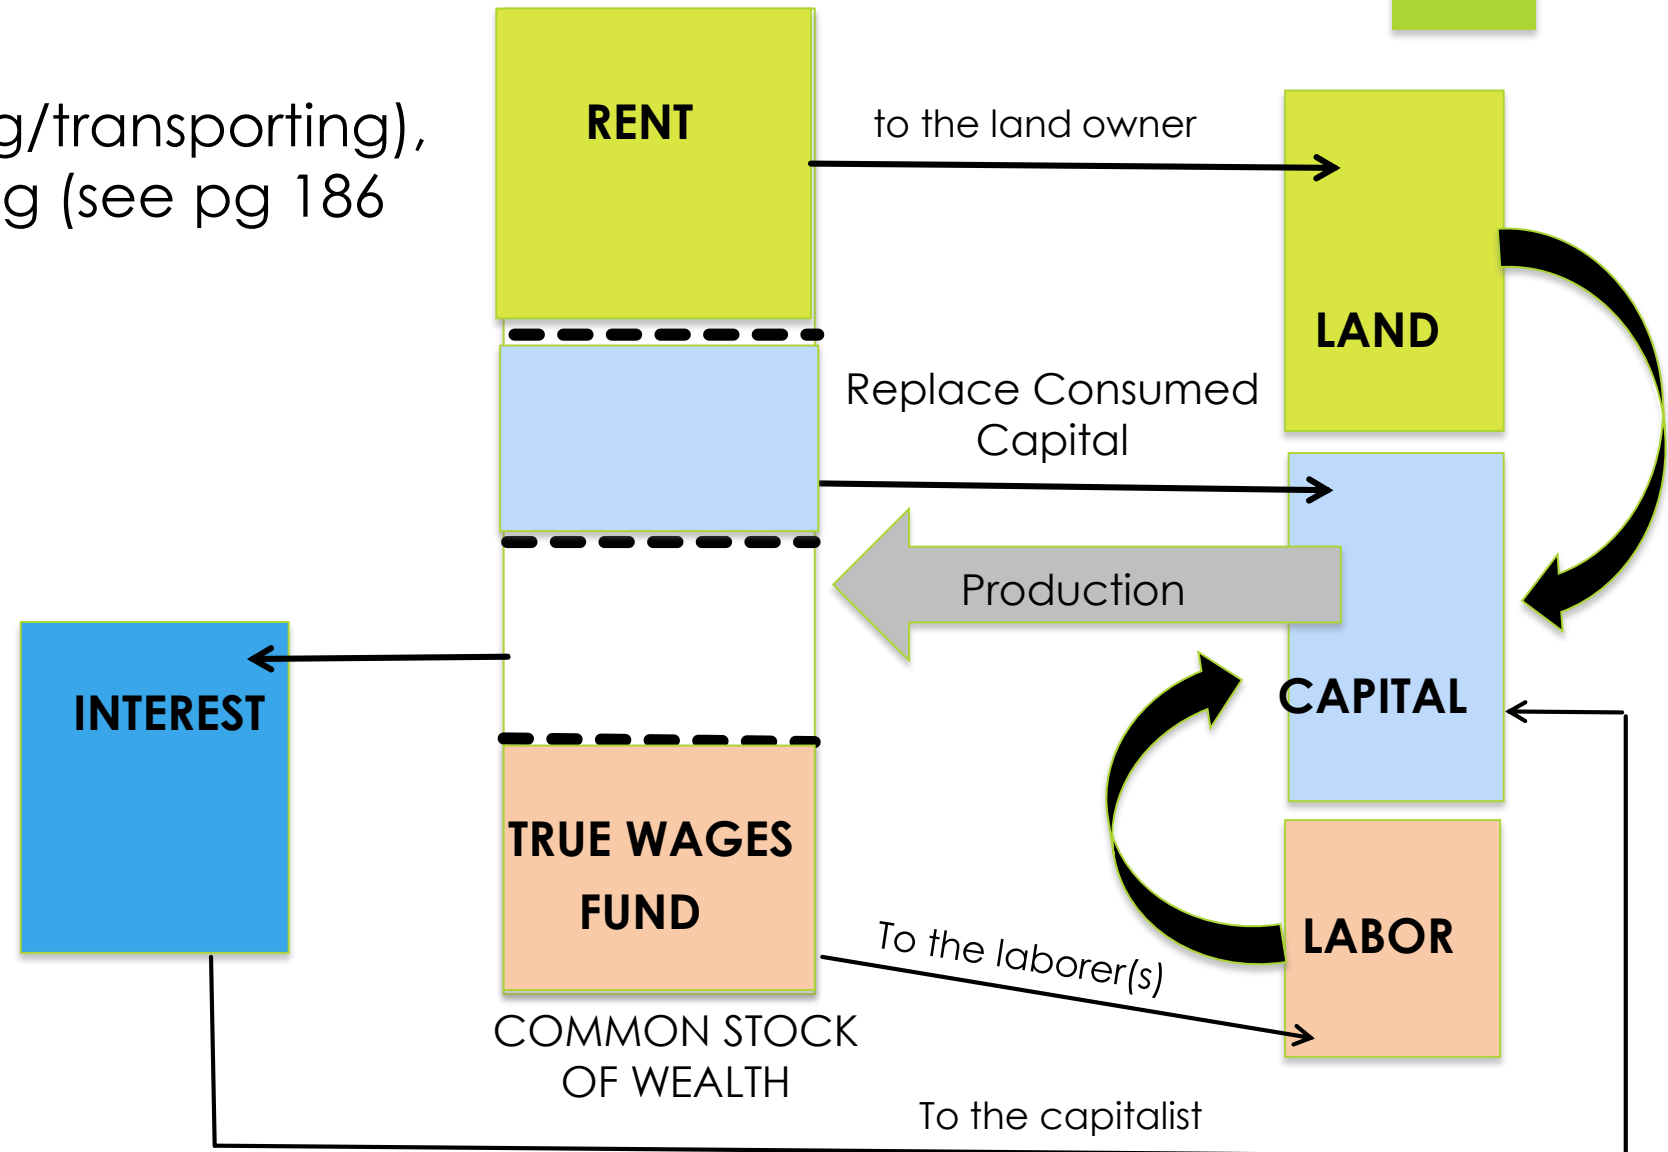 g/transporting),
g (see pg 186
RENT
to the land owner
LAND
Replace Consumed
Capital
Production
CAPITAL
INTEREST
TRUE WAGES
FUND
To the laborer(s)
LABOR
COMMON STOCK
OF WEALTH
To the capitalist